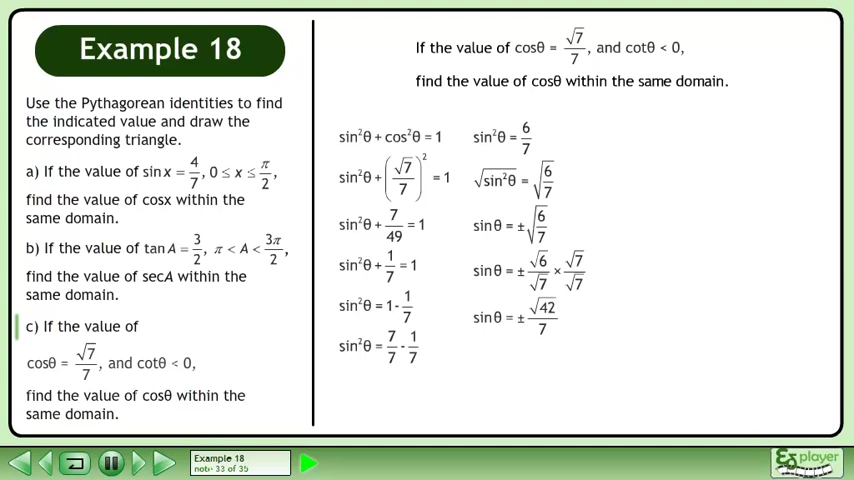 Example 18
Use the Pythagorean identities to find
the indicated value and draw the
corresponding triangle.
a) If the value of sin x = 4/7, 0 ≤ x ≤ π/2,
find the value of cosx within the
same domain.
b) If the value of tan A = 3/2, π < A < 3π/2,
find the value of secA within the
same domain.
c) If the value of
cosθ = √7/7, and cotθ < 0,
find the value of cosθ within the
same domain.
If the value of cosθ = √7/7, and cotθ < 0,
find the value of cosθ within the same domain.
sin²θ + cos²θ = 1
sin²θ + (√7/7)² = 1
sin²θ + 7/49 = 1
sin²θ + 1/7 = 1
sin²θ = 1 - 1/7
sin²θ = 7/7 - 1/7
sin²θ = 6/7
√sin²θ = √(6/7)
sinθ = ± √(6/7)
sinθ = ± √6/√7 × √7/√7
sinθ = ± √42/7
Example 18
note 33 of 35
player